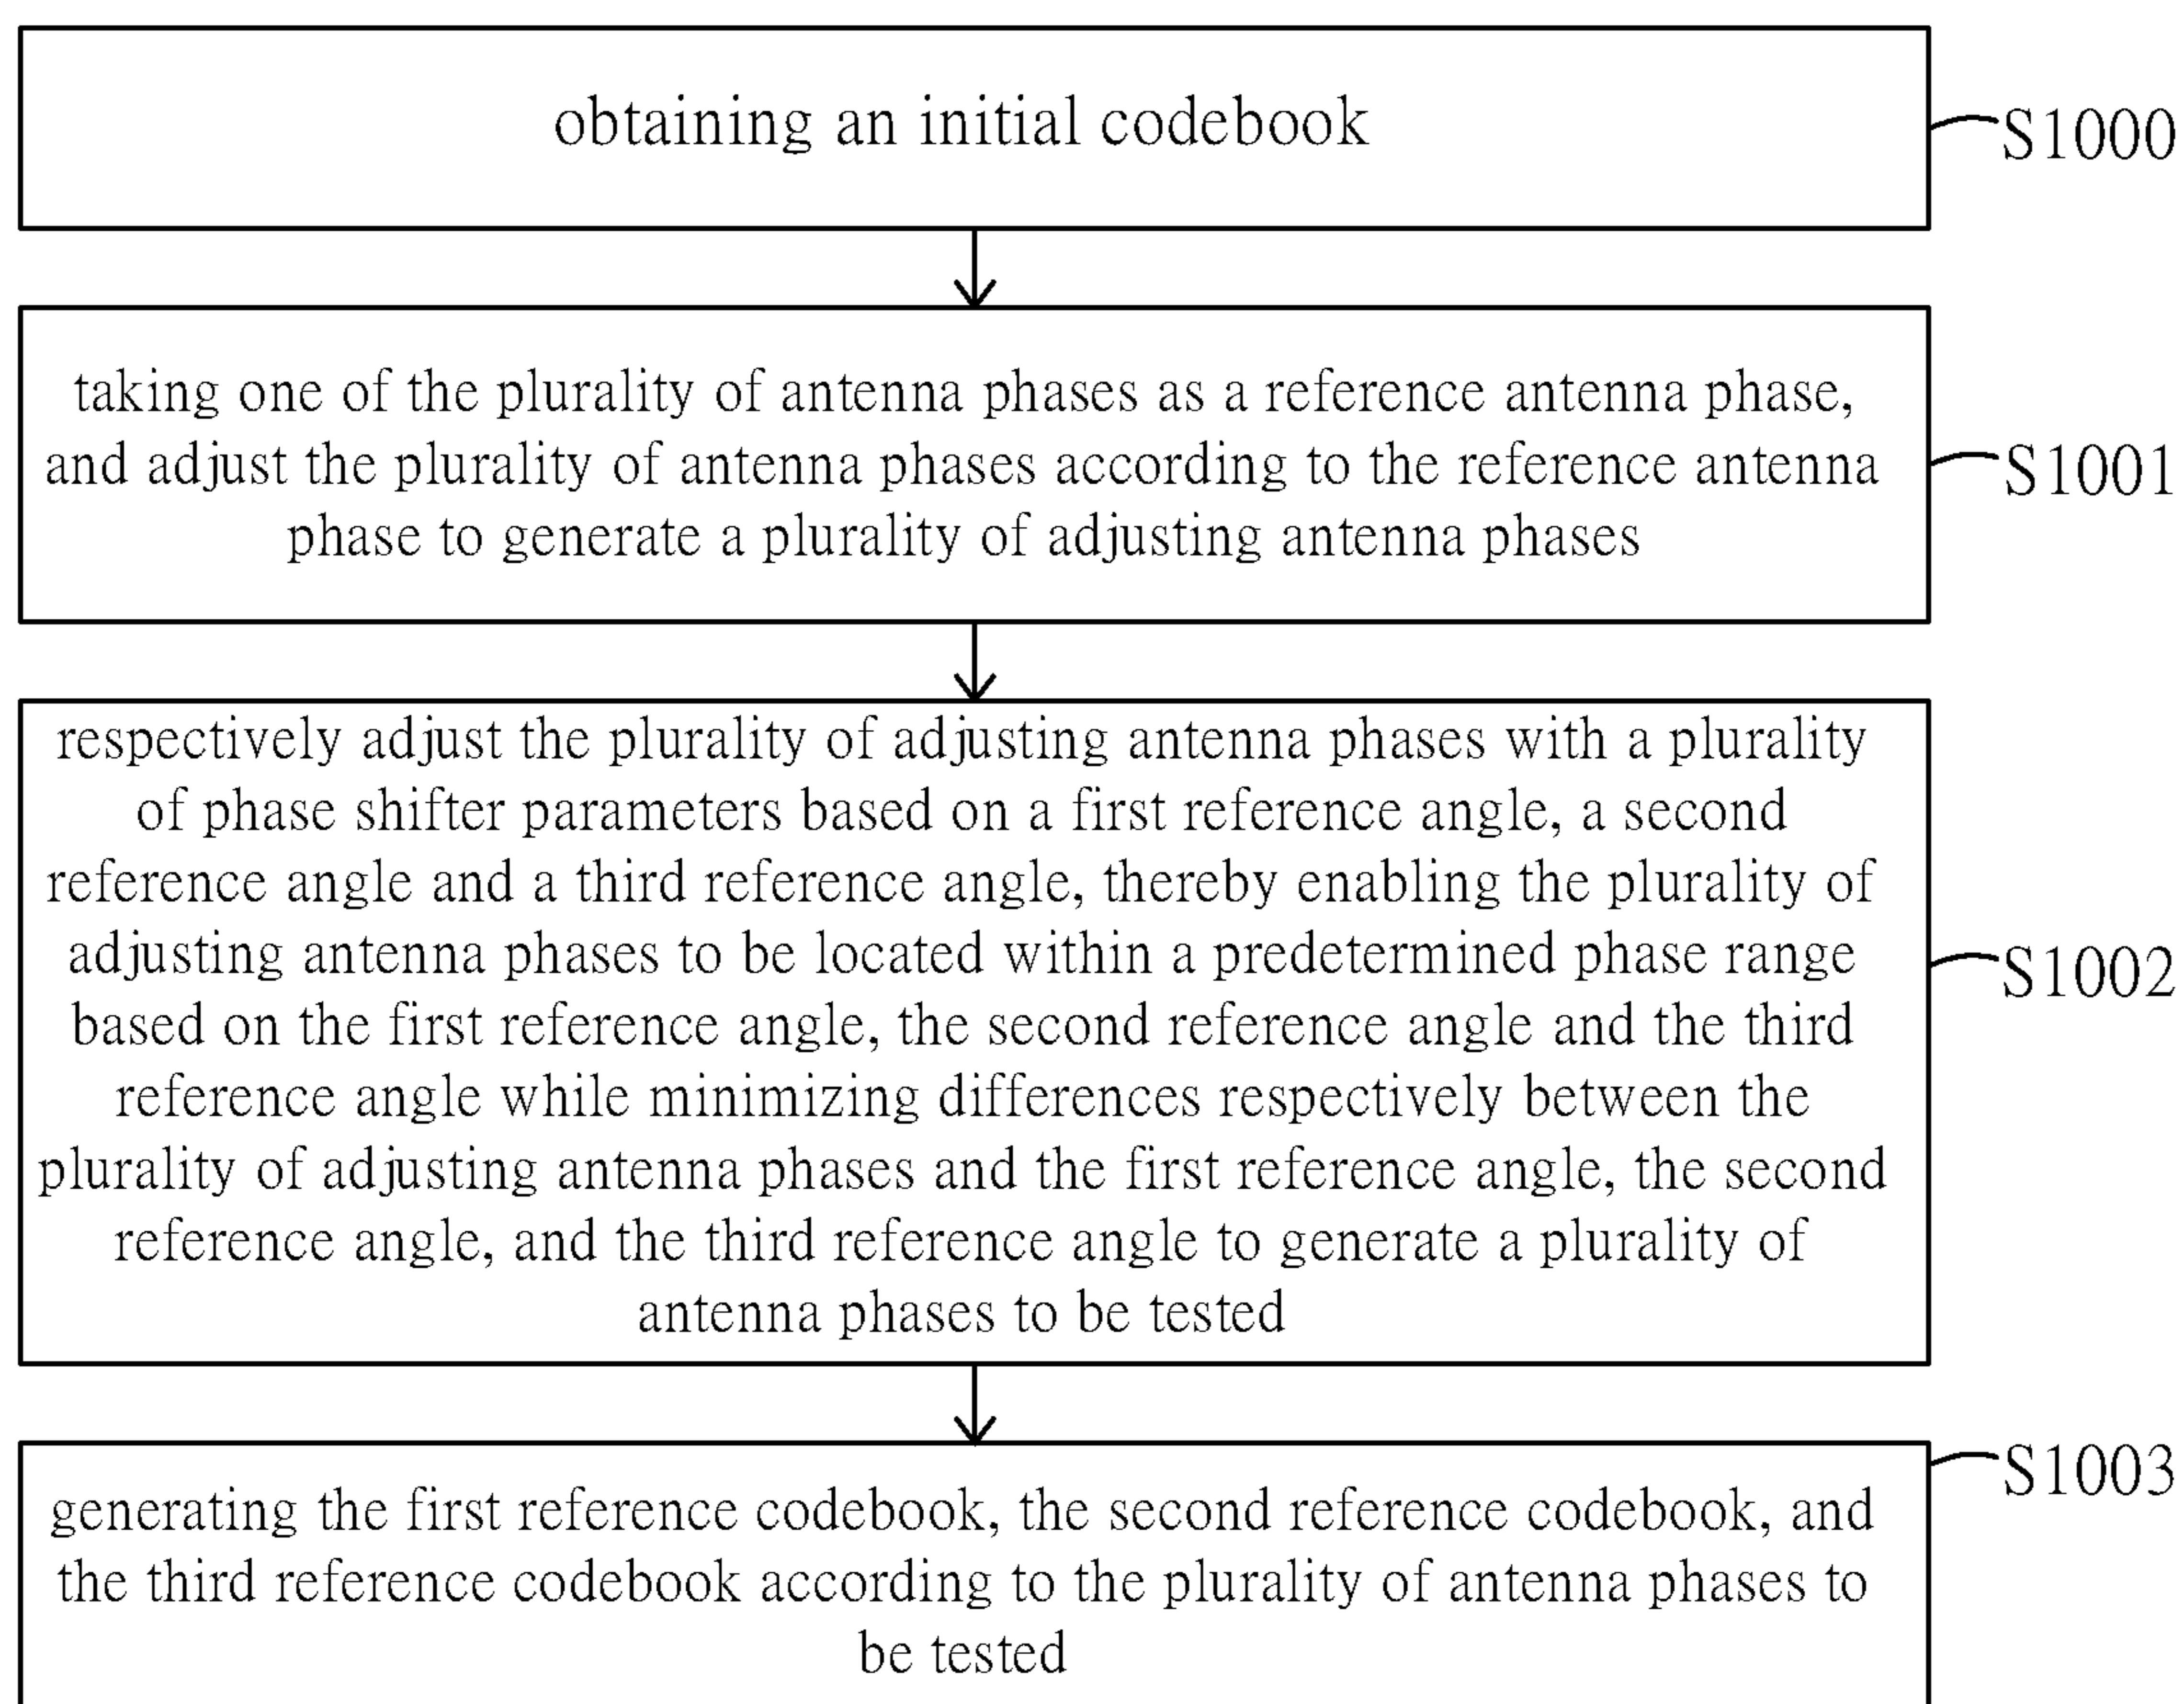 obtaining an initial codebook
S1000
taking one of the plurality of antenna phases as a reference antenna phase,
and adjust the plurality of antenna phases according to the reference antenna
phase to generate a plurality of adjusting antenna phases
S1001
respectively adjust the plurality of adjusting antenna phases with a plurality
of phase shifter parameters based on a first reference angle, a second
reference angle and a third reference angle, thereby enabling the plurality of
adjusting antenna phases to be located within a predetermined phase range
based on the first reference angle, the second reference angle and the third
reference angle while minimizing differences respectively between the
plurality of adjusting antenna phases and the first reference angle, the second
reference angle, and the third reference angle to generate a plurality of
antenna phases to be tested
S1002
generating the first reference codebook, the second reference codebook, and
the third reference codebook according to the plurality of antenna phases to
be tested
S1003